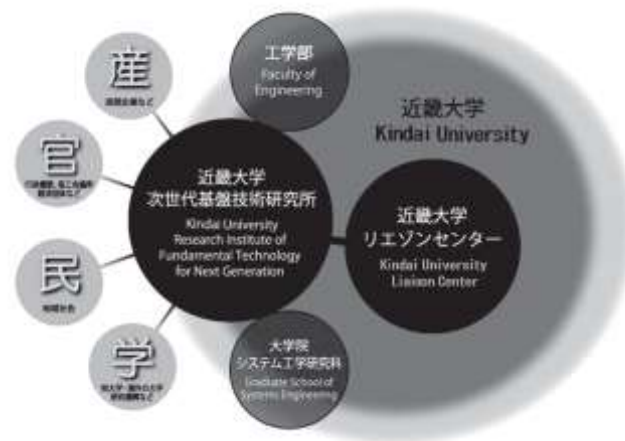 産
官
民
地域社会
学
工学部
Faculty of
Engineering
近畿大学
Kindai University
近畿大学
次世代基盤技術研究所
Kindai University
Research Institute of
Fundamental Technology
for Next Generation
近畿大学
リエゾンセンター
Kindai University
Liaison Center
大学院
システム工学研究科
Graduate School of
Systems Engineering